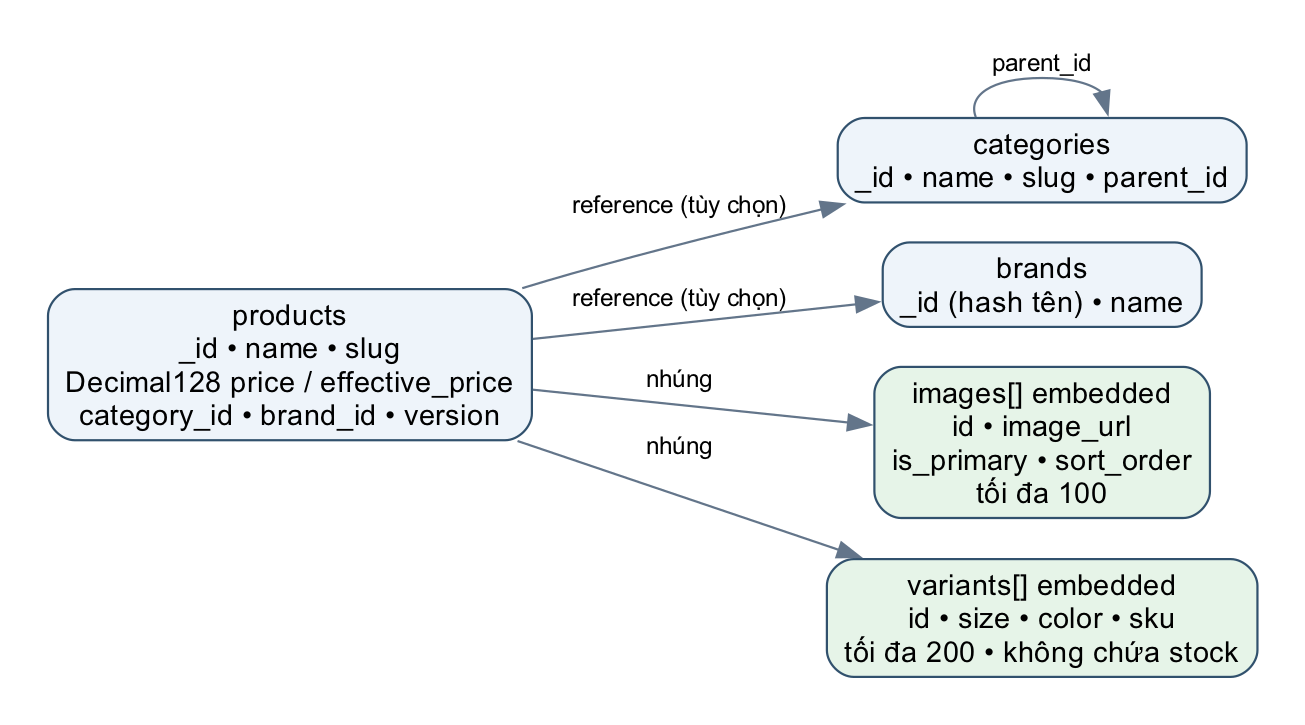 parent_id
categories
_id • name • slug • parent_id
reference (tùy chọn)
brands
_id (hash tên) • name
reference (tùy chọn)
products
_id • name • slug
Decimal128 price / effective_price
category_id • brand_id • version
nhúng
images[] embedded
id • image_url
is_primary • sort_order
tối đa 100
nhúng
variants[] embedded
id • size • color • sku
tối đa 200 • không chứa stock